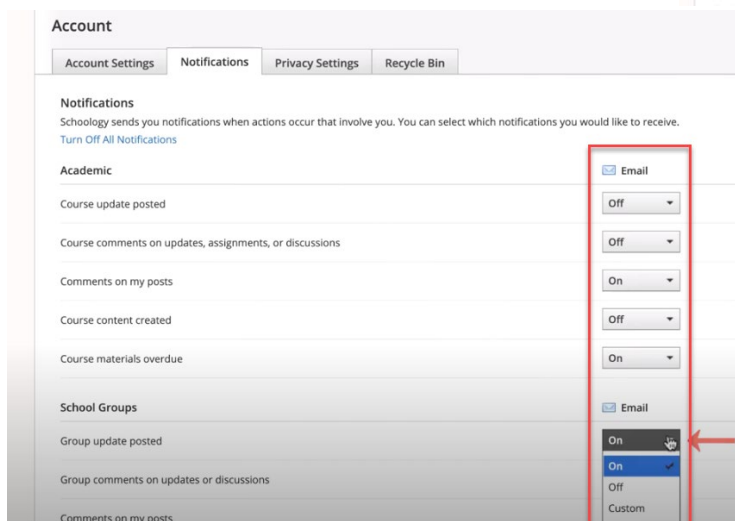 Account
Account Settings Notifications Privacy Settings Recycle Bin
Notifications
Schoology sends you notifications when actions occur that involve you. You can select which notifications you would like to receive.
Turn Off All Notifications
Academic Email
Course update posted Off
Course comments on updates, assignments, or discussions Off
Comments on my posts On
Course content created Off
Course materials overdue On
School Groups Email
Group update posted On
On
Group comments on updates or discussions
Off
Custom
Comments on my posts